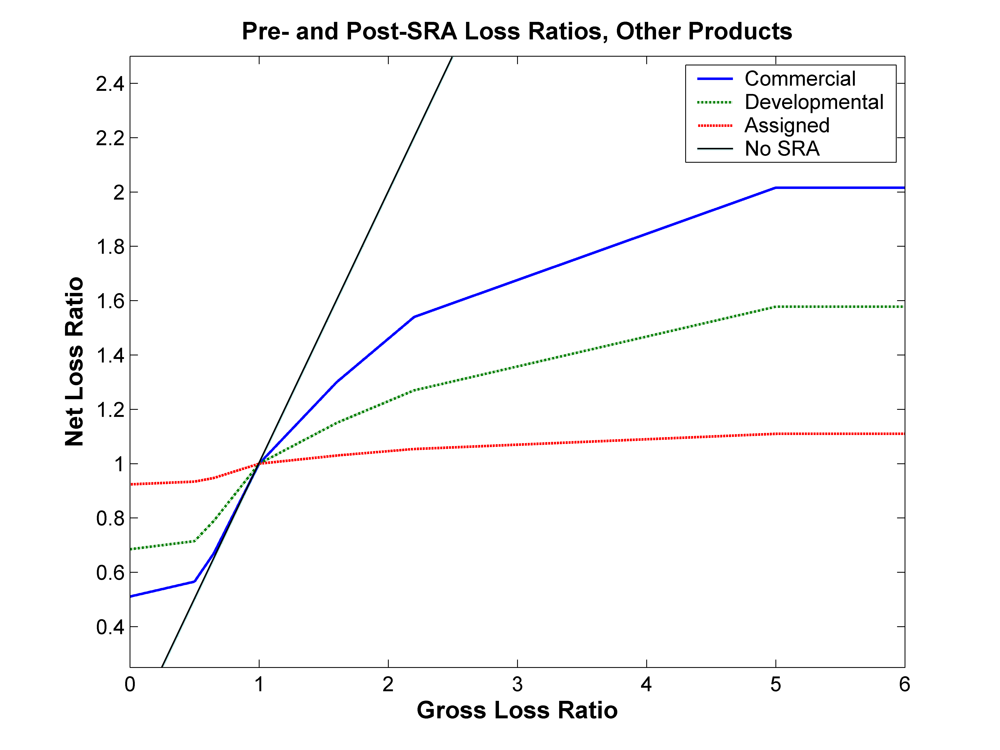 Pre- and Post-SRA Loss Ratios, Other Products
Commercial
Developmental
Assigned
No SRA
2.4
2.2
2
1.8
1.6
1.4
1.2
1
0.8
0.6
0.4
Net Loss Ratio
0 1 2 3 4 5 6
Gross Loss Ratio